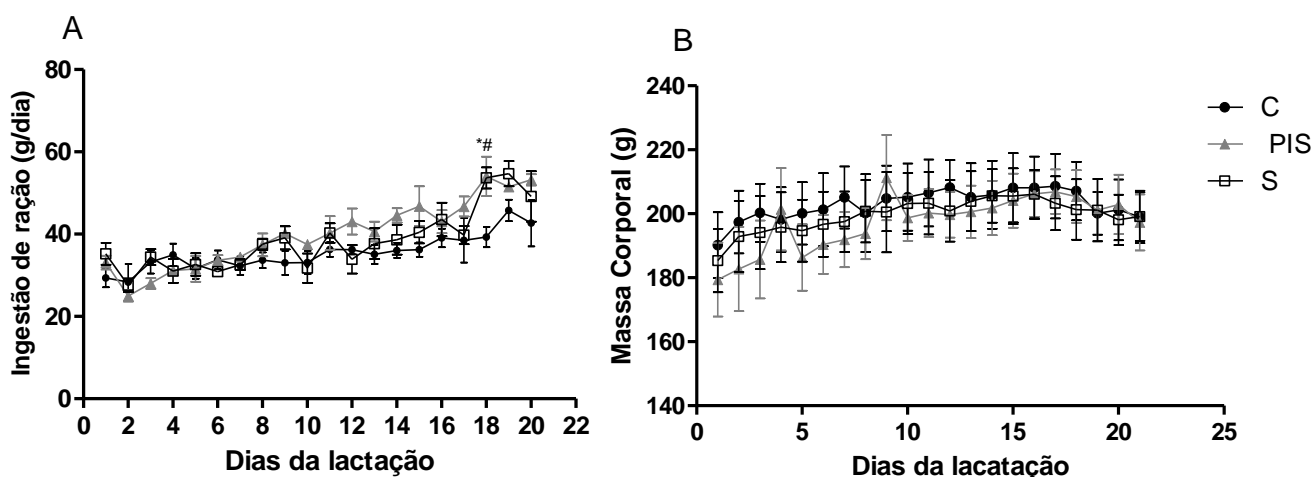 A
Ingestão de ração (g/dia)
80
60
40
20
0
*#
0 2 4 6 8 10 12 14 16 18 20 22
Dias da lactação
B
Massa Corporal (g)
240
220
200
180
160
140
0 5 10 15 20 25
Dias da lacatação
C
PIS
S